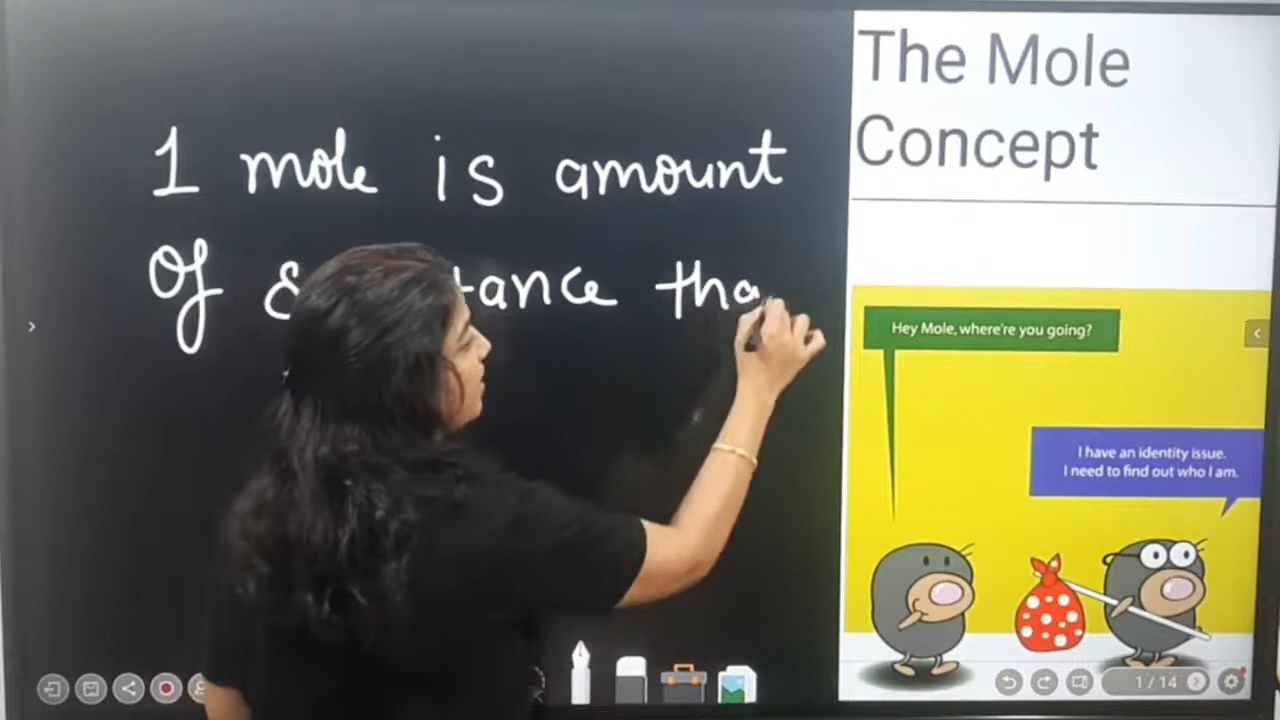 1 mole is amount
of tance tha
The Mole
Concept
Hey Mole, where're you going?
I have an identity issue.
I need to find out who I am.
1 / 14